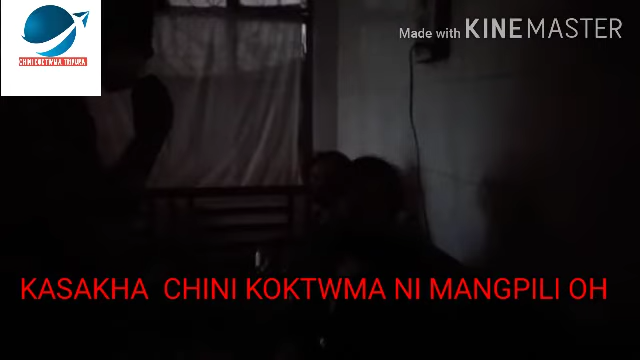 CHINI KOKTWMA TRIPURA
Made with KINEMASTER
KASAKHA CHINI KOKTWMA NI MANGPILI OH